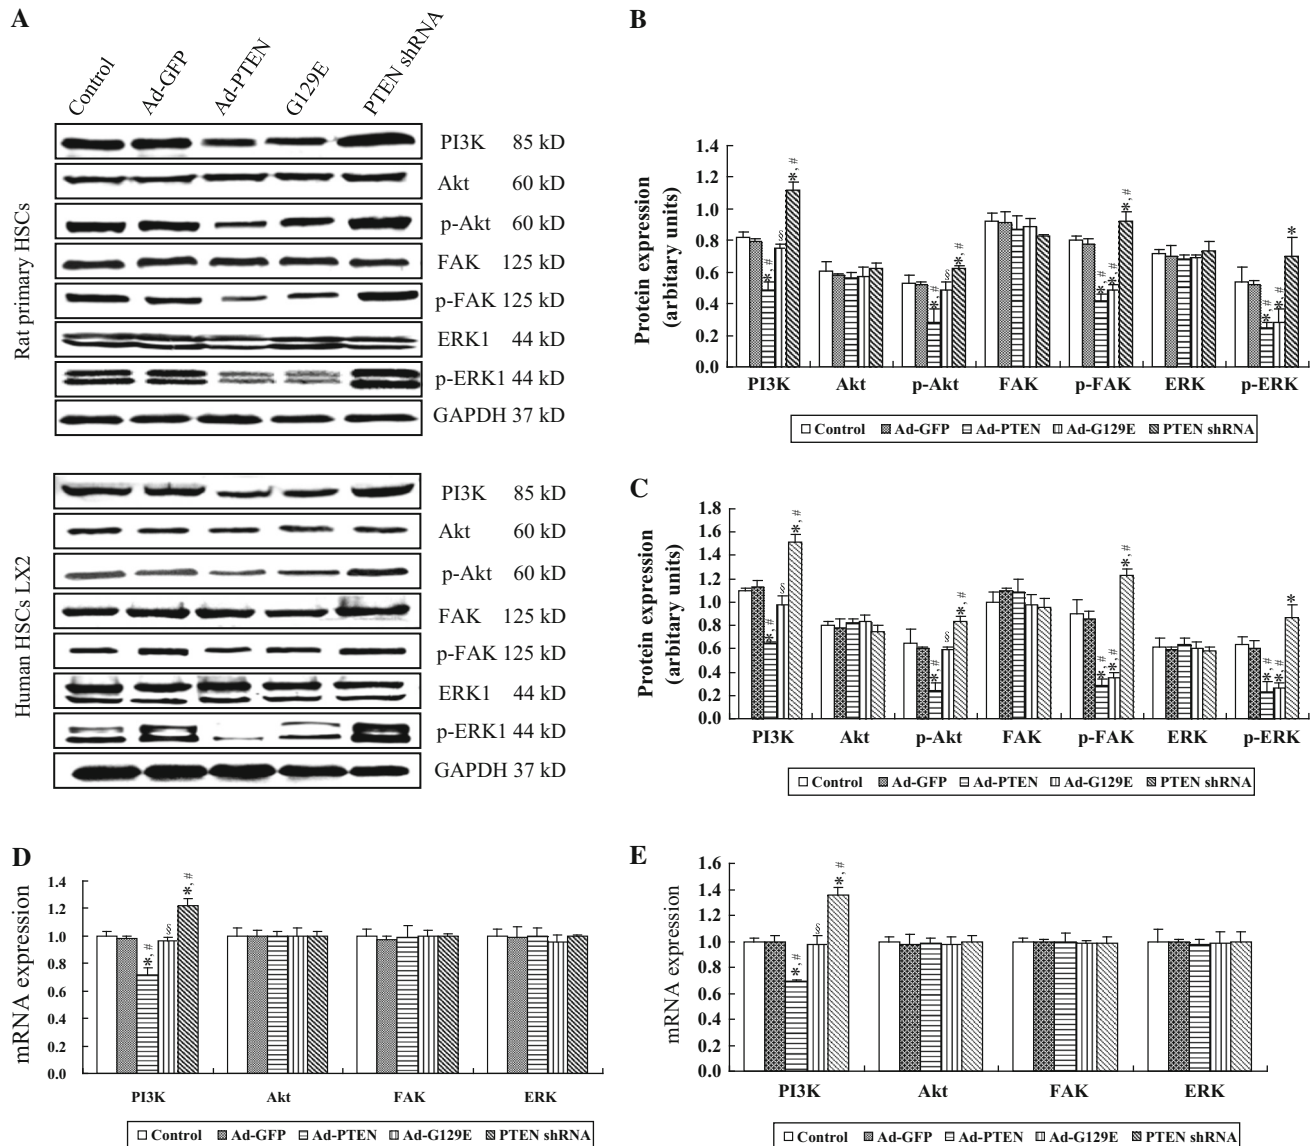 A
Control
Ad-GFP
Ad-PTEN
G129E
PTEN shRNA
Rat primary HSCs
PI3K 85 kD
Akt 60 kD
p-Akt 60 kD
FAK 125 kD
p-FAK 125 kD
ERK1 44 kD
p-ERK1 44 kD
GAPDH 37 kD
Human HSCs LX2
PI3K 85 kD
Akt 60 kD
p-Akt 60 kD
FAK 125 kD
p-FAK 125 kD
ERK1 44 kD
p-ERK1 44 kD
GAPDH 37 kD
B
Protein expression
(arbitary units)
1.4
1.2
1.0
0.8
0.6
0.4
0.2
0.0
*, #
§
*, #
*, #
§
*, #
*, #
*, #
*, #
*, #
*, #
*
PI3K Akt p-Akt FAK p-FAK ERK p-ERK
Control Ad-GFP Ad-PTEN Ad-G129E PTEN shRNA
C
Protein expression
(arbitary units)
1.8
1.6
1.4
1.2
1.0
0.8
0.6
0.4
0.2
0.0
*, #
§
*, #
*, #
§
*, #
*, #
*, #
*, #
*, #
*, #
*
PI3K Akt p-Akt FAK p-FAK ERK p-ERK
Control Ad-GFP Ad-PTEN Ad-G129E PTEN shRNA
D
mRNA expression
1.4
1.2
1.0
0.8
0.6
0.4
0.2
0.0
*, #
§
*, #
PI3K Akt FAK ERK
Control Ad-GFP Ad-PTEN Ad-G129E PTEN shRNA
E
mRNA expression
1.6
1.4
1.2
1.0
0.8
0.6
0.4
0.2
0.0
*, #
§
*, #
PI3K Akt FAK ERK
Control Ad-GFP Ad-PTEN Ad-G129E PTEN shRNA